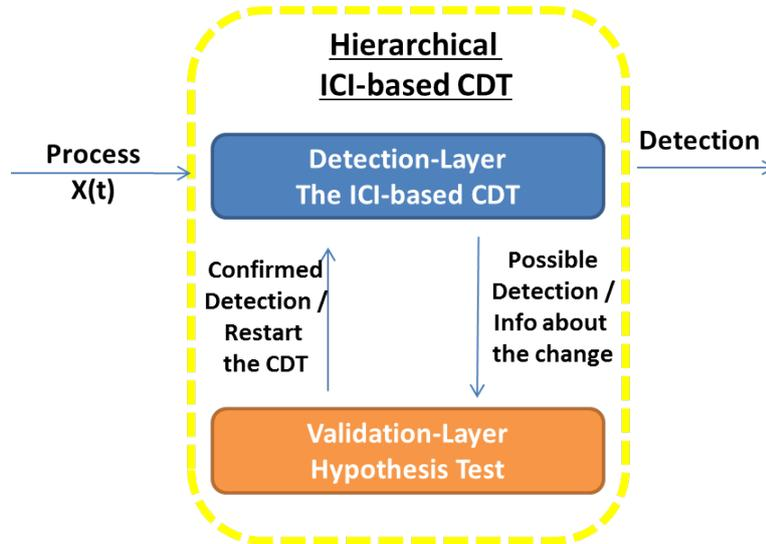 Hierarchical
ICI-based CDT
Process
X(t)
Detection-Layer
The ICI-based CDT
Detection
Confirmed
Detection /
Restart
the CDT
Possible
Detection /
Info about
the change
Validation-Layer
Hypothesis Test